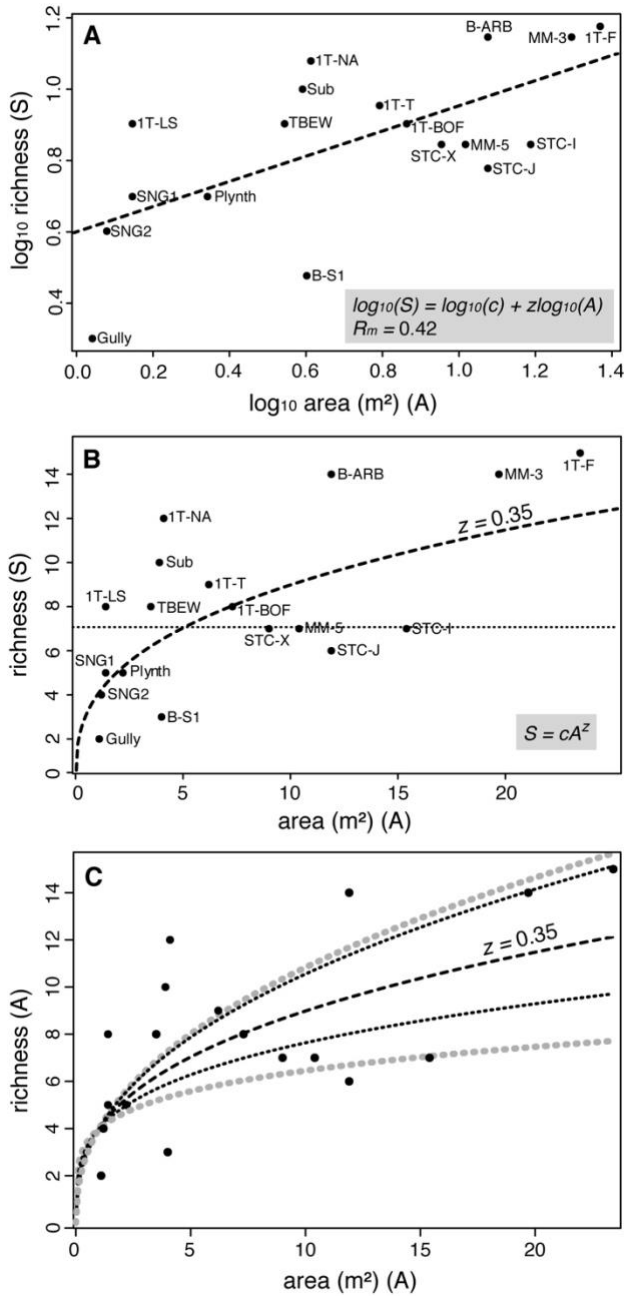 A
log10 richness (S)
1.2
1.0
0.8
0.6
0.4
B-ARB
MM-3
1T-F
1T-NA
Sub
1T-T
1T-LS
TBEW
1T-BOF
STC-X
MM-5
STC-I
STC-J
SNG1
Plynth
SNG2
B-S1
Gully
log10(S) = log10(c) + zlog10(A)
Rm = 0.42
0.0 0.2 0.4 0.6 0.8 1.0 1.2 1.4
log10 area (m²) (A)
B
richness (S)
14
12
10
8
6
4
2
0
1T-F
B-ARB
MM-3
z = 0.35
1T-NA
Sub
1T-T
1T-LS
TBEW
1T-BOF
STC-X
MM-5
STC-I
STC-J
SNG1
Plynth
SNG2
B-S1
Gully
S = cA^z
0 5 10 15 20
area (m²) (A)
C
richness (A)
14
12
10
8
6
4
2
0
z = 0.35
0 5 10 15 20
area (m²) (A)